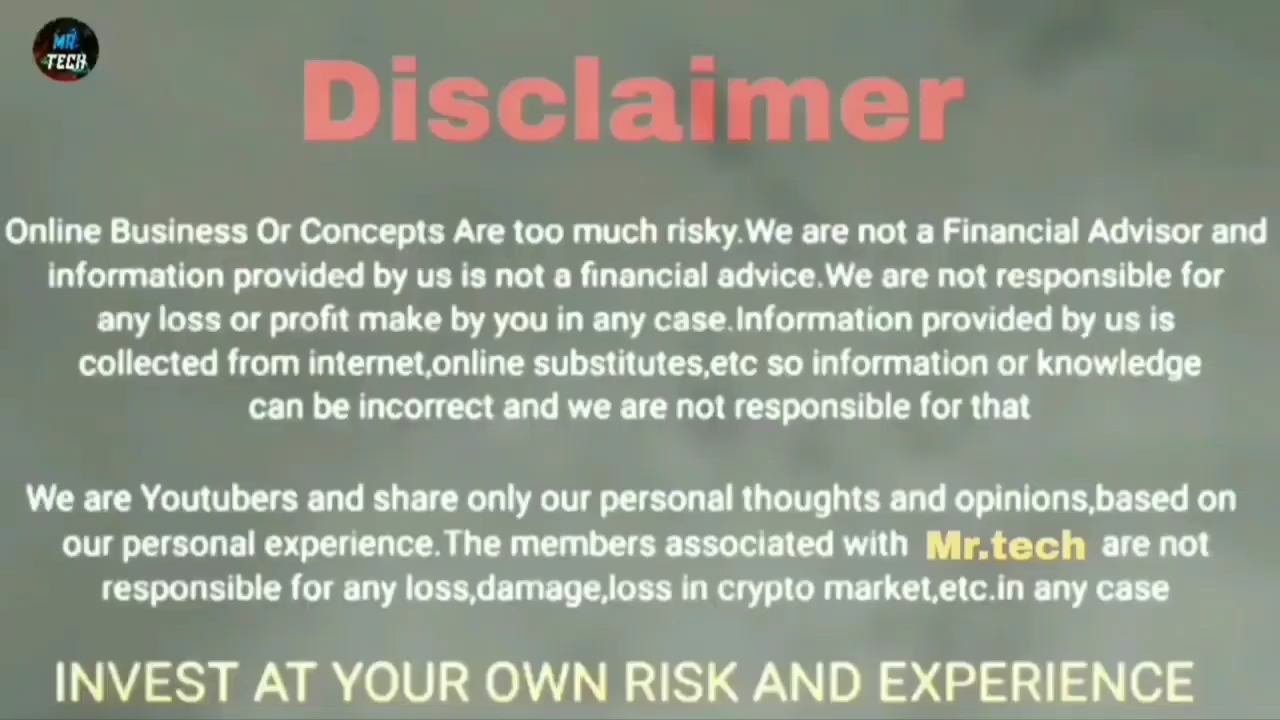 MR.
TECH
Disclaimer
Online Business Or Concepts Are too much risky.We are not a Financial Advisor and
information provided by us is not a financial advice.We are not responsible for
any loss or profit make by you in any case.Information provided by us is
collected from internet,online substitutes,etc so information or knowledge
can be incorrect and we are not responsible for that
We are Youtubers and share only our personal thoughts and opinions,based on
our personal experience.The members associated with Mr.tech are not
responsible for any loss,damage,loss in crypto market,etc.in any case
INVEST AT YOUR OWN RISK AND EXPERIENCE